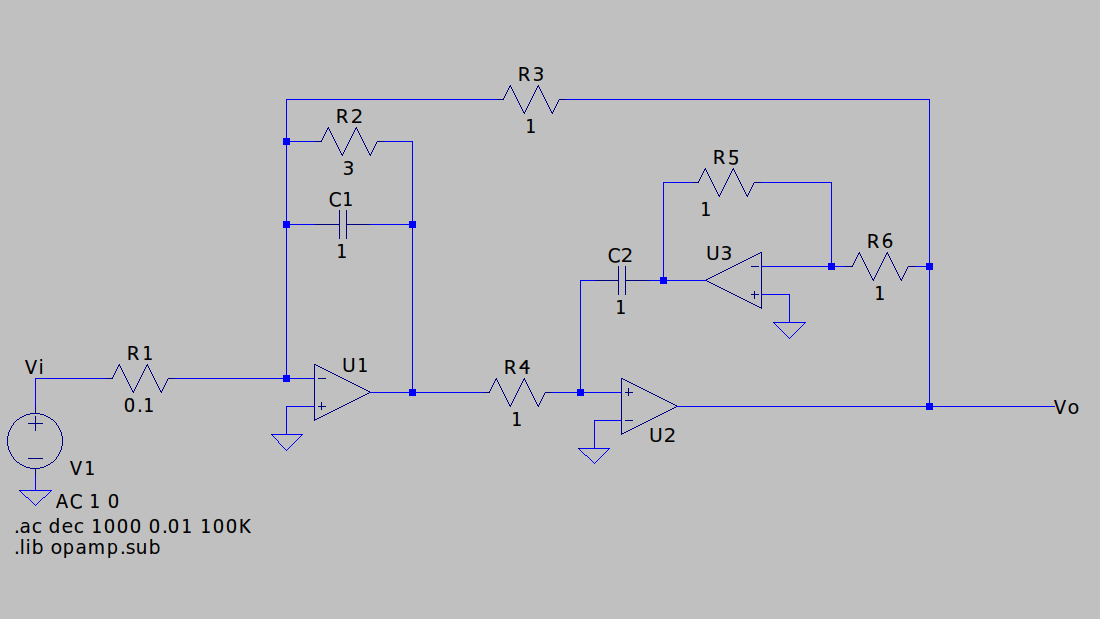 R3
1
R2
3
C1
1
R5
1
R6
1
U3
C2
1
Vi
R1
0.1
U1
R4
1
U2
Vo
V1
AC 1 0
.ac dec 1000 0.01 100K
.lib opamp.sub